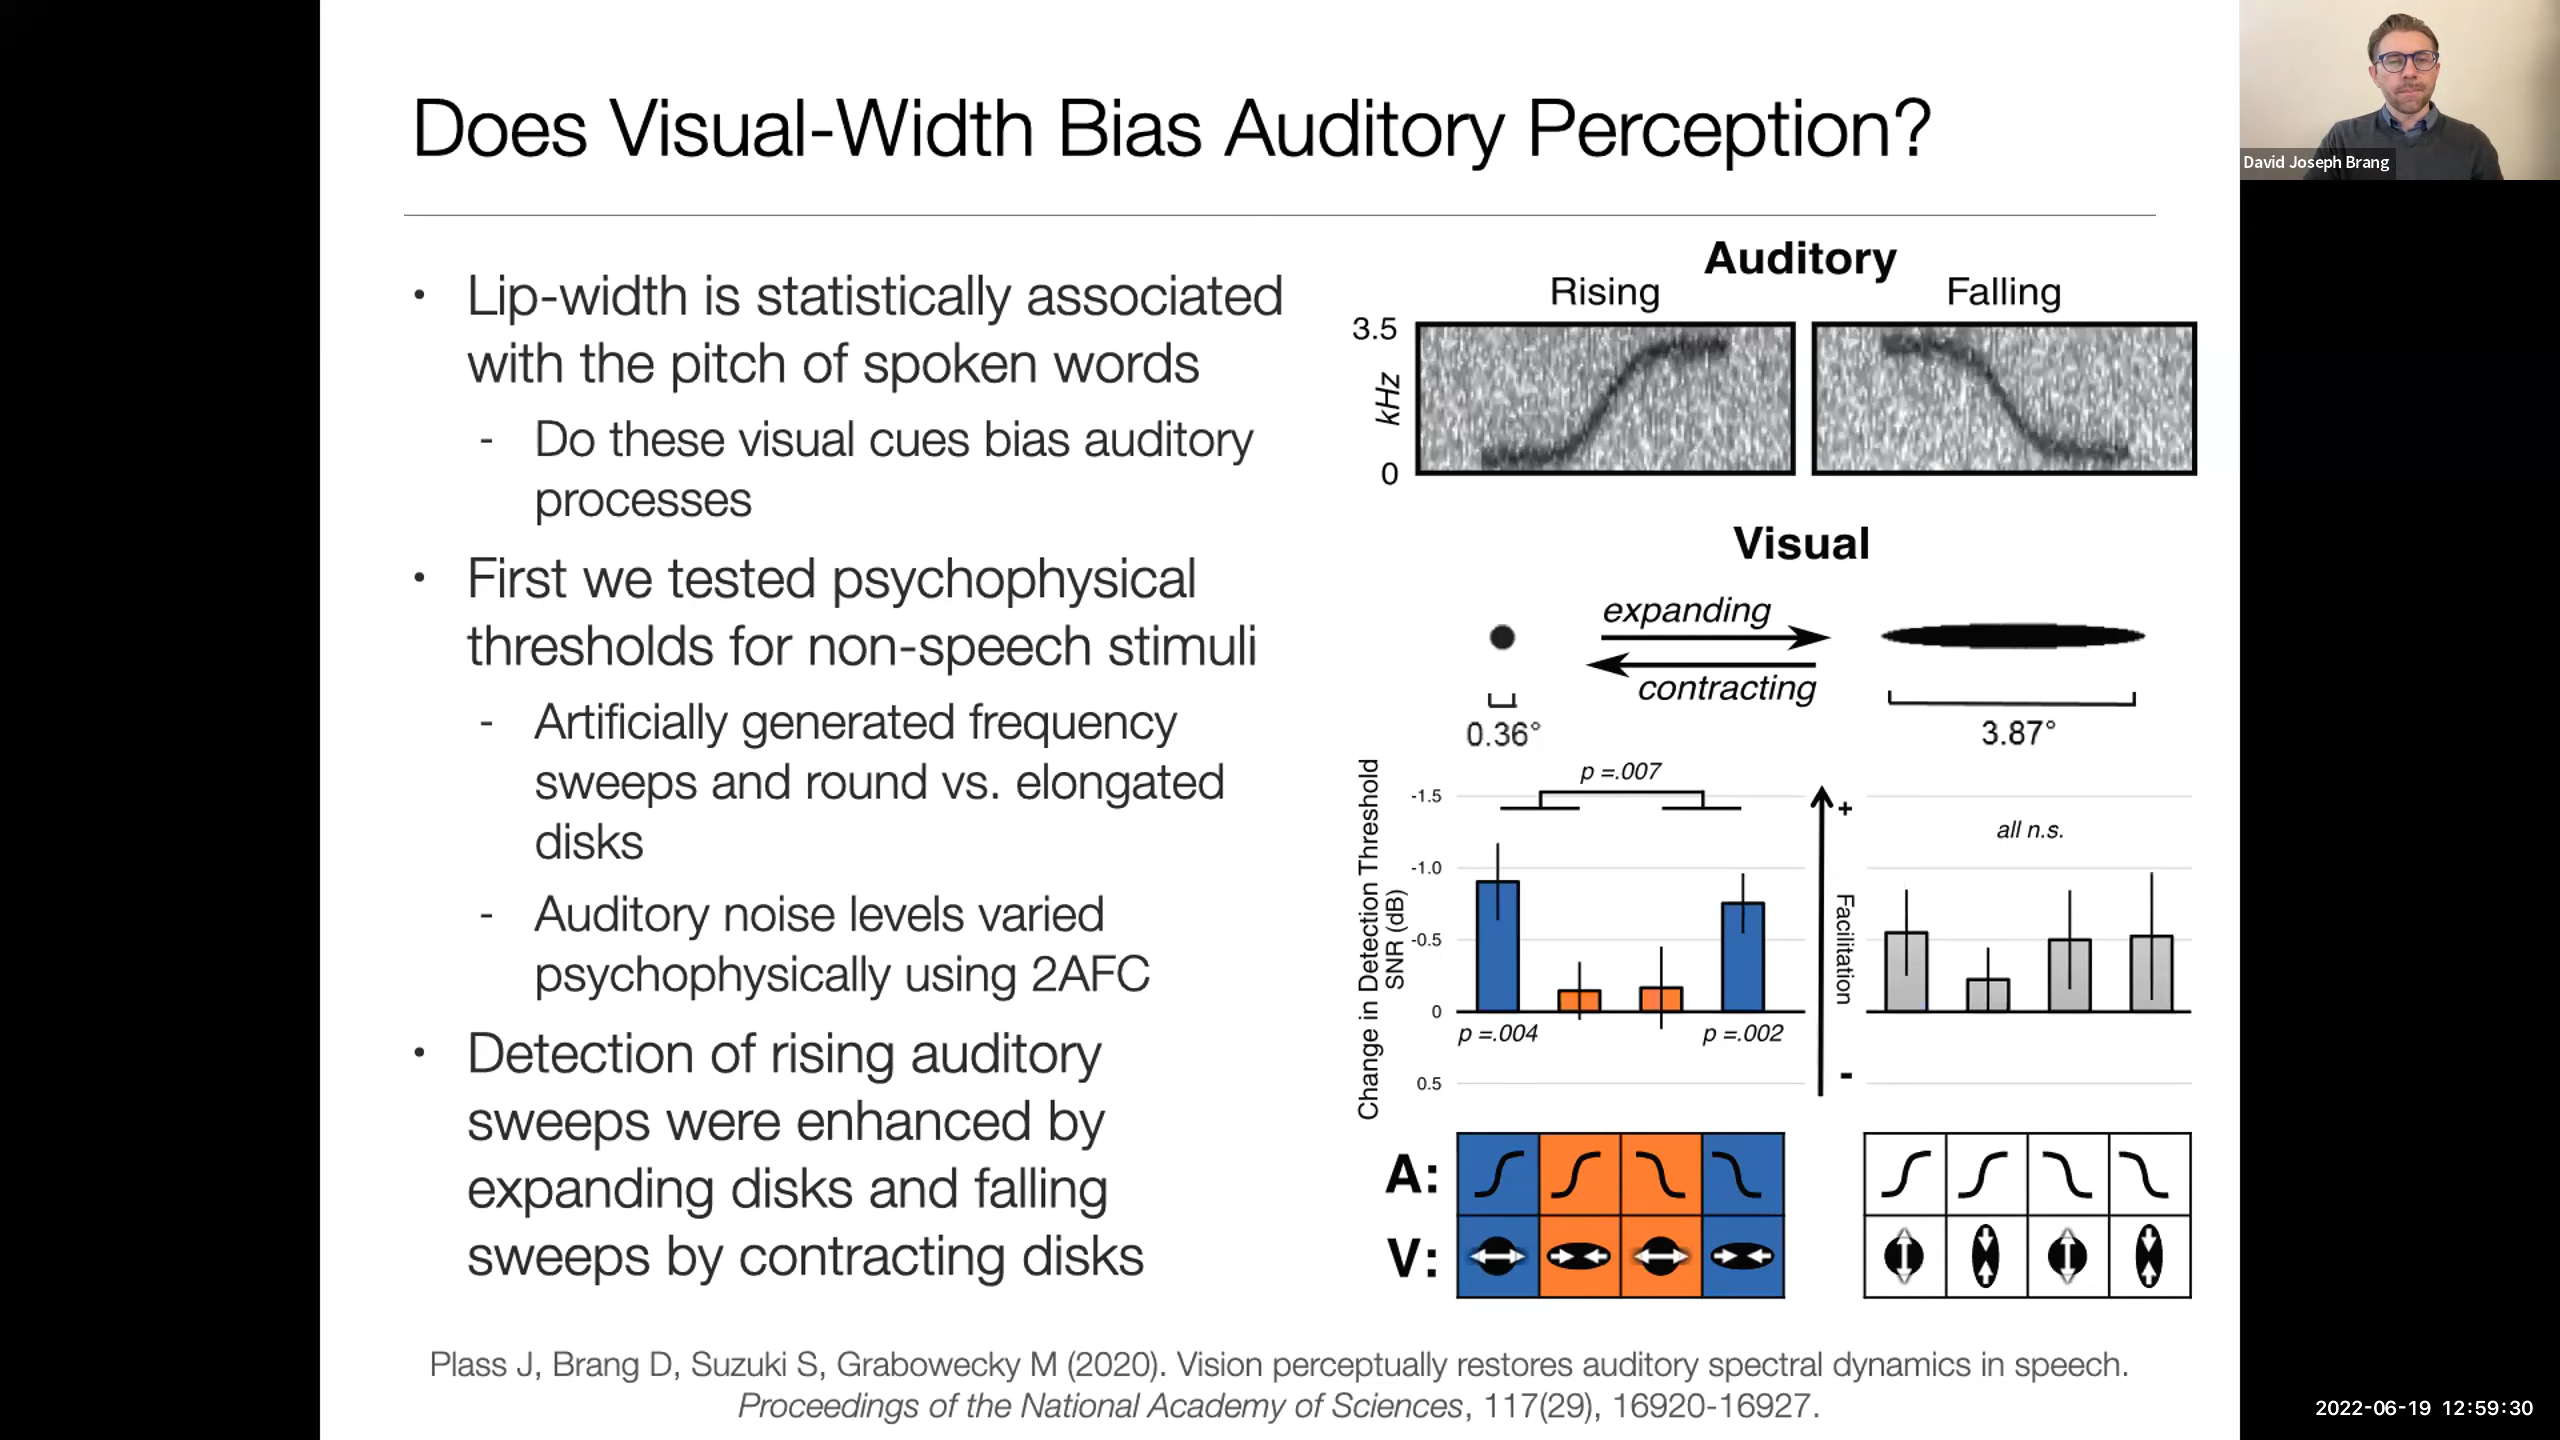 Does Visual-Width Bias Auditory Perception?
David Joseph Brang
• Lip-width is statistically associated
with the pitch of spoken words
- Do these visual cues bias auditory
processes
• First we tested psychophysical
thresholds for non-speech stimuli
- Artificially generated frequency
sweeps and round vs. elongated
disks
- Auditory noise levels varied
psychophysically using 2AFC
• Detection of rising auditory
sweeps were enhanced by
expanding disks and falling
sweeps by contracting disks
Auditory
Rising
Falling
3.5
kHz
0
Visual
expanding
contracting
0.36°
3.87°
Change in Detection Threshold
SNR (dB)
p =.007
-1.5
-1.0
-0.5
0
0.5
p =.004
p =.002
+
Facilitation
-
all n.s.
A:
V:
Plass J, Brang D, Suzuki S, Grabowecky M (2020). Vision perceptually restores auditory spectral dynamics in speech.
Proceedings of the National Academy of Sciences, 117(29), 16920-16927.
2022-06-19 12:59:30